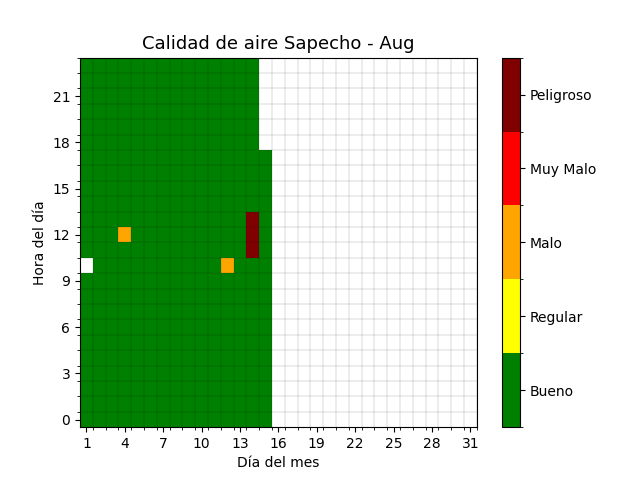 Calidad de aire Sapecho - Aug
Hora del día
21
18
15
12
9
6
3
0
1 4 7 10 13 16 19 22 25 28 31
Día del mes
Peligroso
Muy Malo
Malo
Regular
Bueno